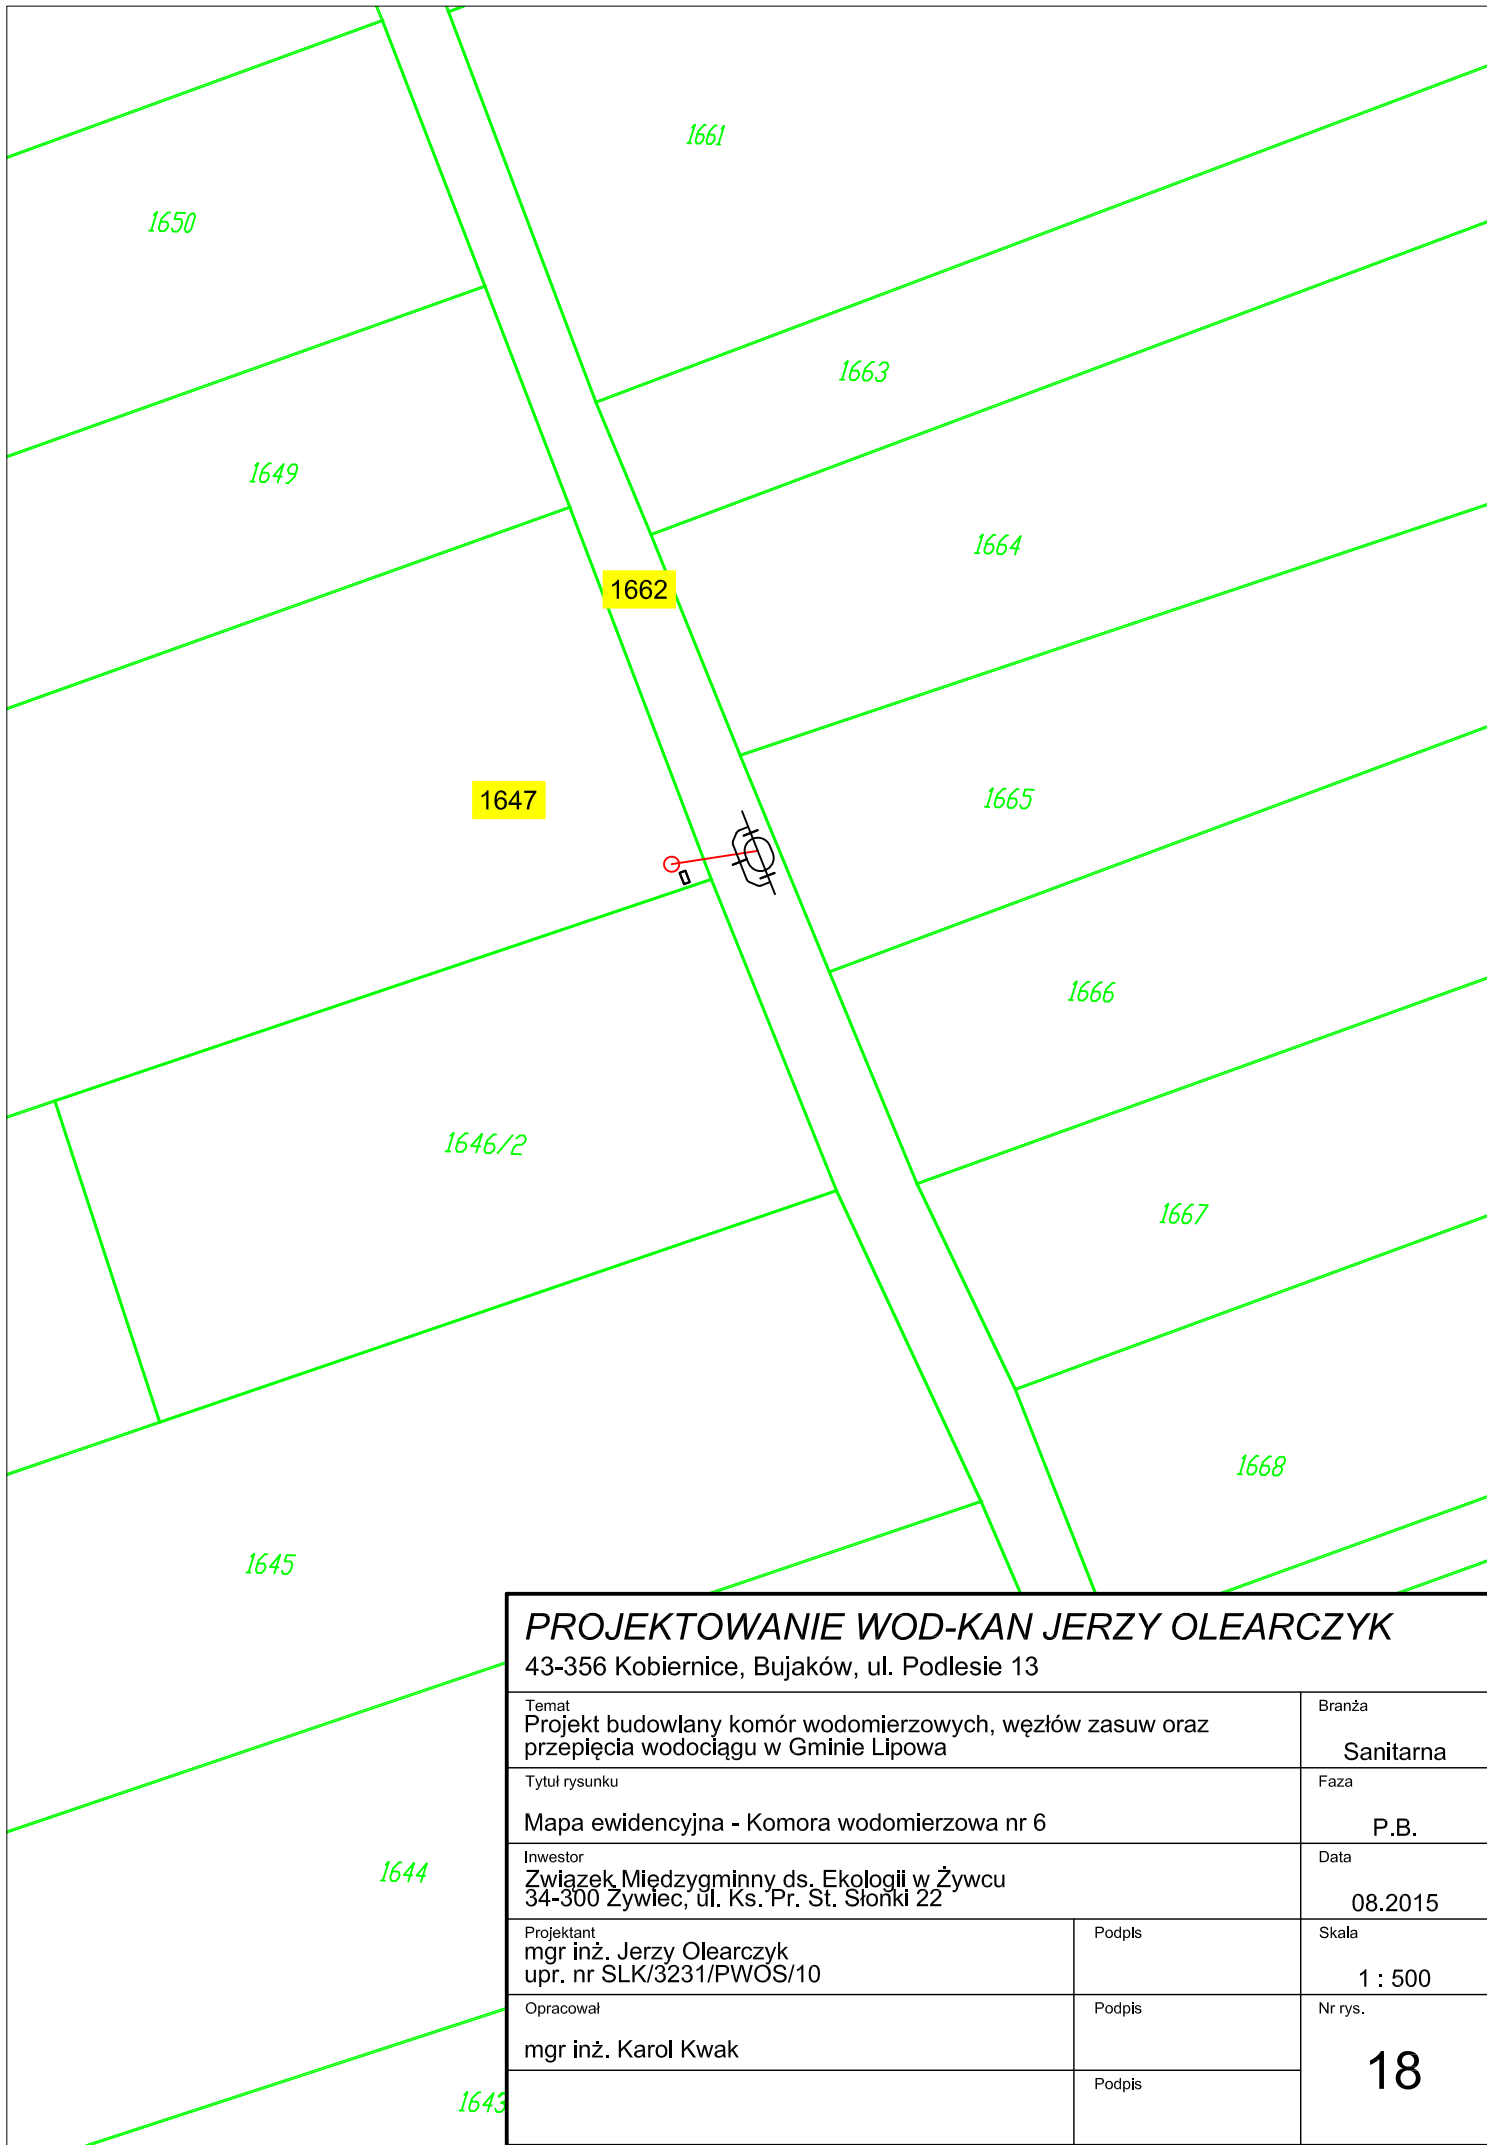 1661
1650
1663
1649
1664
1662
1647
1665
1666
1646/2
1667
1668
1645
1644
1643
PROJEKTOWANIE WOD-KAN JERZY OLEARCZYK
43-356 Kobiernice, Bujaków, ul. Podlesie 13
Temat
Projekt budowlany komór wodomierzowych, węzłów zasuw oraz
przepięcia wodociągu w Gminie Lipowa
Branża
Sanitarna
Tytuł rysunku
Mapa ewidencyjna - Komora wodomierzowa nr 6
Faza
P.B.
Inwestor
Związek Międzygminny ds. Ekologii w Żywcu
34-300 Żywiec, ul. Ks. Pr. St. Słonki 22
Data
08.2015
Projektant
mgr inż. Jerzy Olearczyk
upr. nr SLK/3231/PWOS/10
Podpis
Skala
1 : 500
Opracował
mgr inż. Karol Kwak
Podpis
Nr rys.
18
Podpis